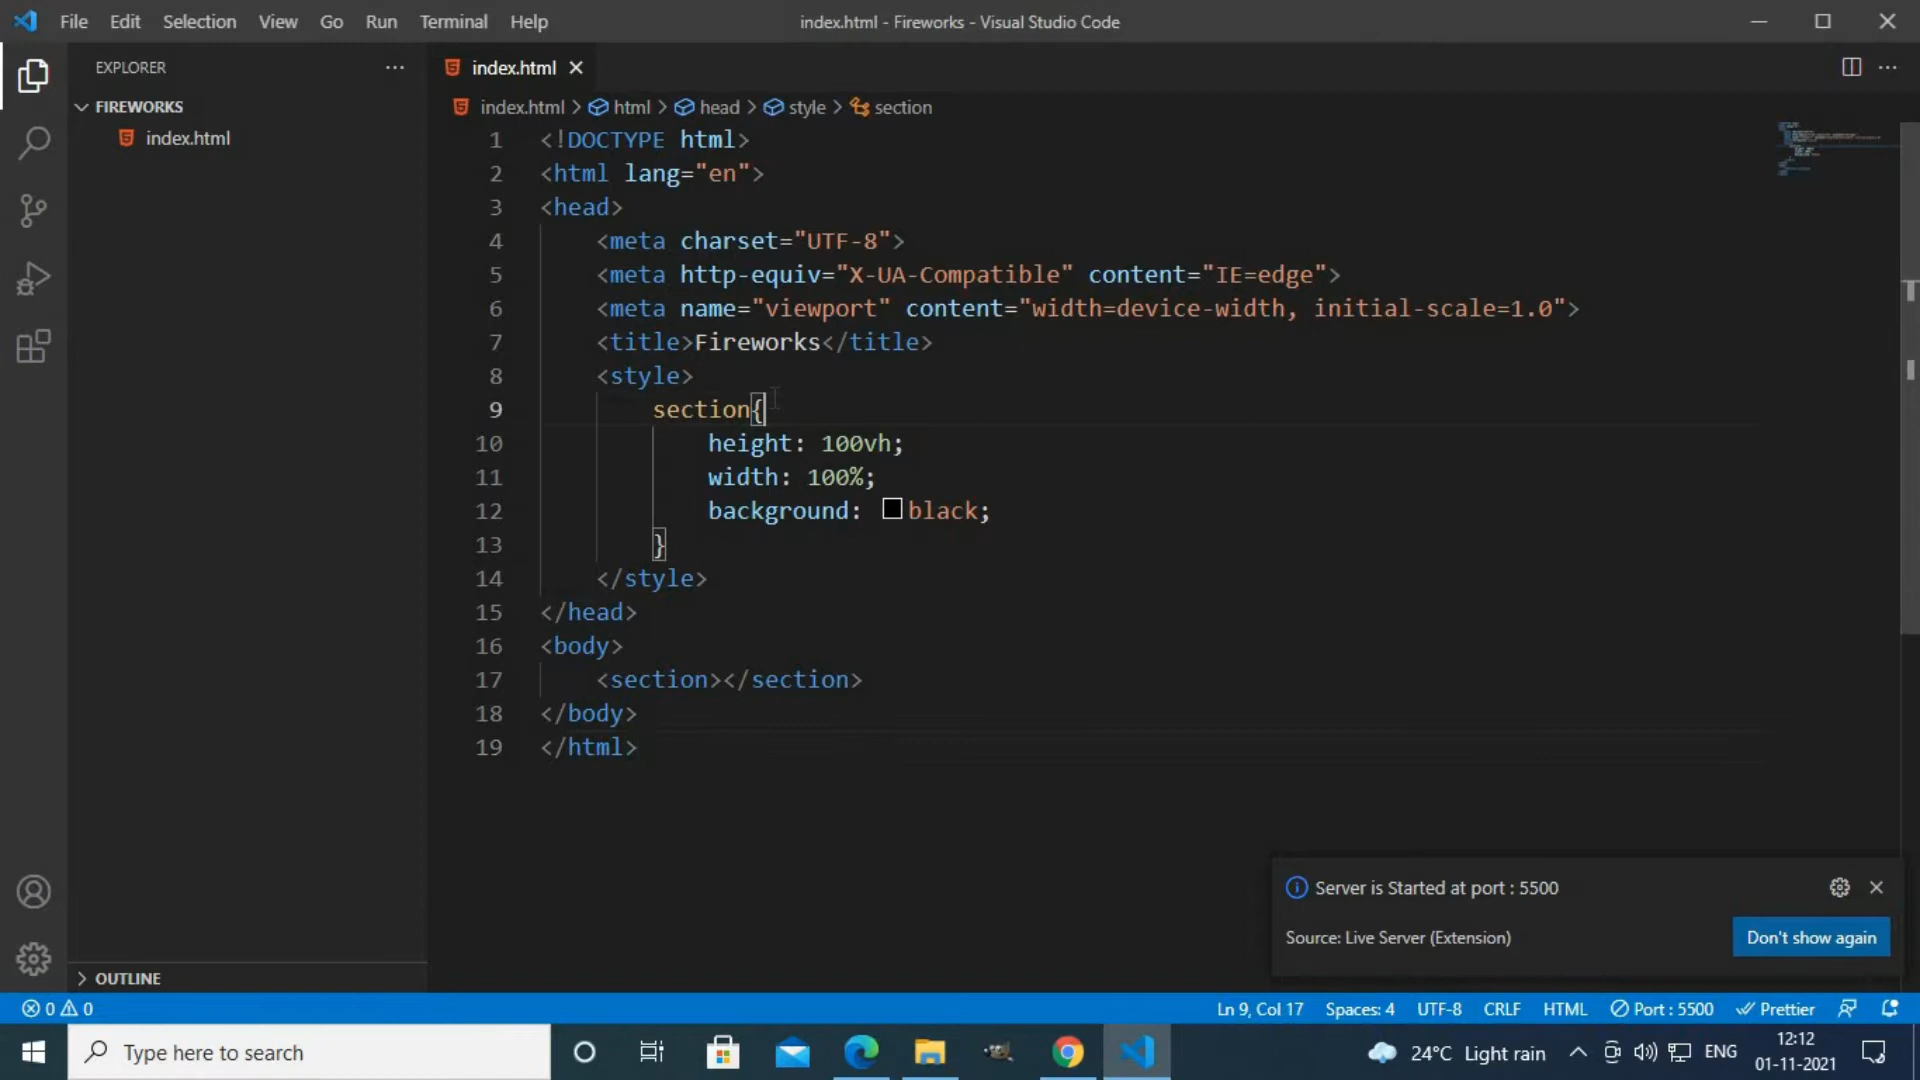 File Edit Selection View Go Run Terminal Help index.html - Fireworks - Visual Studio Code
EXPLORER
FIREWORKS
index.html
OUTLINE
index.html
index.html > html > head > style > section
1 <!DOCTYPE html>
2 <html lang="en">
3 <head>
4 <meta charset="UTF-8">
5 <meta http-equiv="X-UA-Compatible" content="IE=edge">
6 <meta name="viewport" content="width=device-width, initial-scale=1.0">
7 <title>Fireworks</title>
8 <style>
9 section{
10 height: 100vh;
11 width: 100%;
12 background: black;
13 }
14 </style>
15 </head>
16 <body>
17 <section></section>
18 </body>
19 </html>
Server is Started at port : 5500
Source: Live Server (Extension) Don't show again
0 0 Ln 9, Col 17 Spaces: 4 UTF-8 CRLF HTML Port : 5500 Prettier
Type here to search 24°C Light rain ENG 12:12
01-11-2021